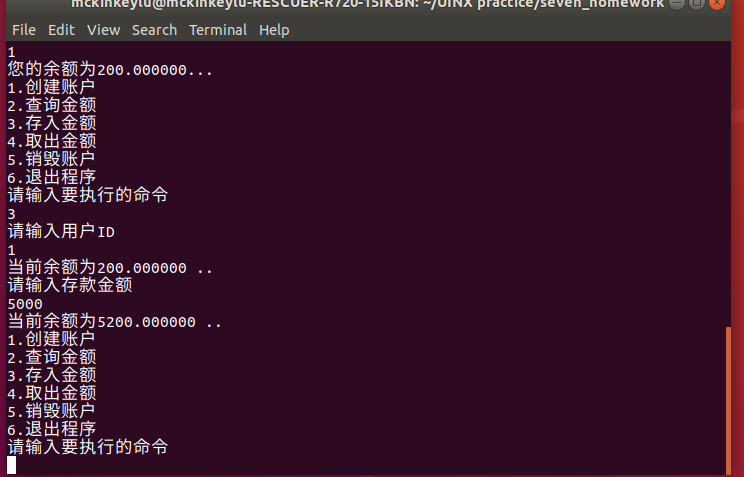 mckinkeylu@mckinkeylu-RESCUER-R720-15IKBN: ~/UINX practice/seven_homework
File Edit View Search Terminal Help
1
您的余额为200.000000...
1.创建账户
2.查询金额
3.存入金额
4.取出金额
5.销毁账户
6.退出程序
请输入要执行的命令
3
请输入用户ID
1
当前余额为200.000000 ..
请输入存款金额
5000
当前余额为5200.000000 ..
1.创建账户
2.查询金额
3.存入金额
4.取出金额
5.销毁账户
6.退出程序
请输入要执行的命令